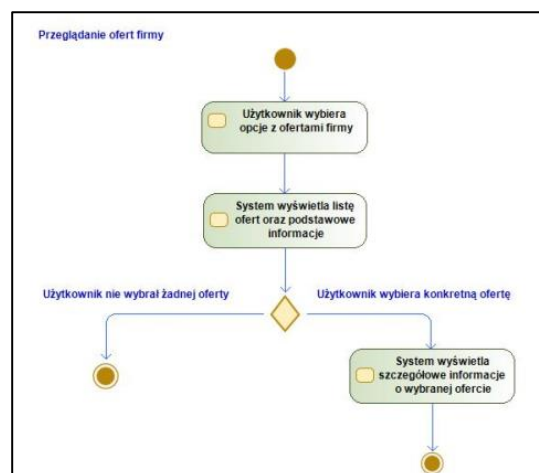 Przeglądanie ofert firmy
Użytkownik wybiera
opcje z ofertami firmy
System wyświetla listę
ofert oraz podstawowe
informacje
Użytkownik nie wybrał żadnej oferty
Użytkownik wybiera konkretną ofertę
System wyświetla
szczegółowe informacje
o wybranej ofercie